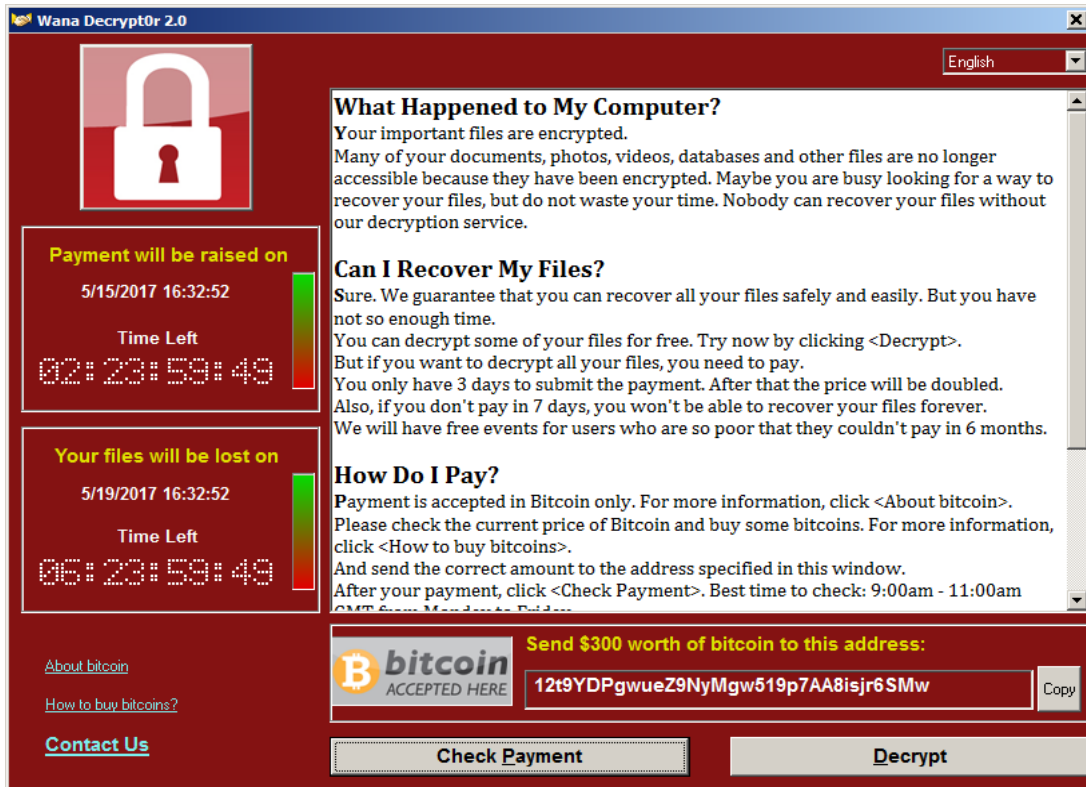 Wana Decrypt0r 2.0
English
What Happened to My Computer?
Your important files are encrypted.
Many of your documents, photos, videos, databases and other files are no longer
accessible because they have been encrypted. Maybe you are busy looking for a way to
recover your files, but do not waste your time. Nobody can recover your files without
our decryption service.
Can I Recover My Files?
Sure. We guarantee that you can recover all your files safely and easily. But you have
not so enough time.
You can decrypt some of your files for free. Try now by clicking <Decrypt>.
But if you want to decrypt all your files, you need to pay.
You only have 3 days to submit the payment. After that the price will be doubled.
Also, if you don't pay in 7 days, you won't be able to recover your files forever.
We will have free events for users who are so poor that they couldn't pay in 6 months.
How Do I Pay?
Payment is accepted in Bitcoin only. For more information, click <About bitcoin>.
Please check the current price of Bitcoin and buy some bitcoins. For more information,
click <How to buy bitcoins>.
And send the correct amount to the address specified in this window.
After your payment, click <Check Payment>. Best time to check: 9:00am - 11:00am
GMT from Monday to Friday
Payment will be raised on
5/15/2017 16:32:52
Time Left
02:23:59:49
Your files will be lost on
5/19/2017 16:32:52
Time Left
06:23:59:49
About bitcoin
How to buy bitcoins?
Contact Us
bitcoin
ACCEPTED HERE
Send $300 worth of bitcoin to this address:
12t9YDPgwueZ9NyMgw519p7AA8isjr6SMw
Copy
Check Payment
Decrypt